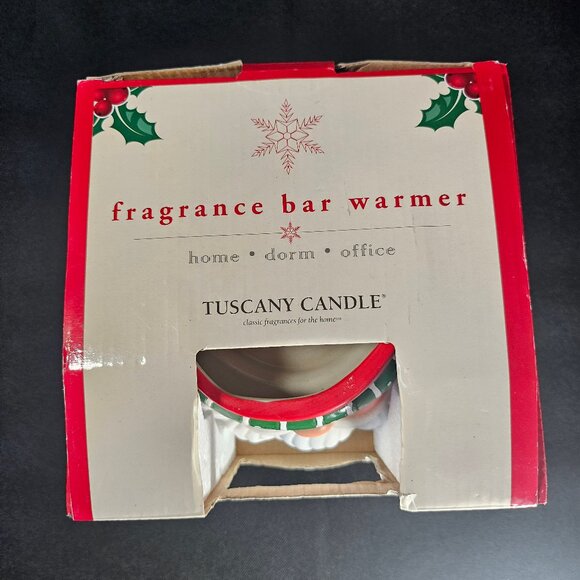 fragrance bar warmer
home • dorm • office
TUSCANY CANDLE®
classic fragrances for the home™